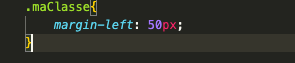 .maClasse{
    margin-left: 50px;
}